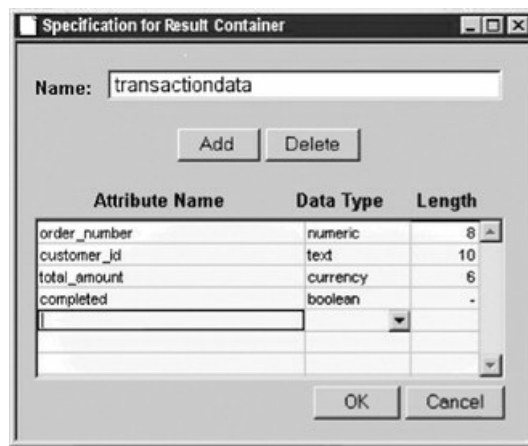 Specification for Result Container
Name: transactiondata
Add Delete
Attribute Name Data Type Length
order_number numeric 8
customer_id text 10
total_amount currency 6
completed boolean -
OK Cancel